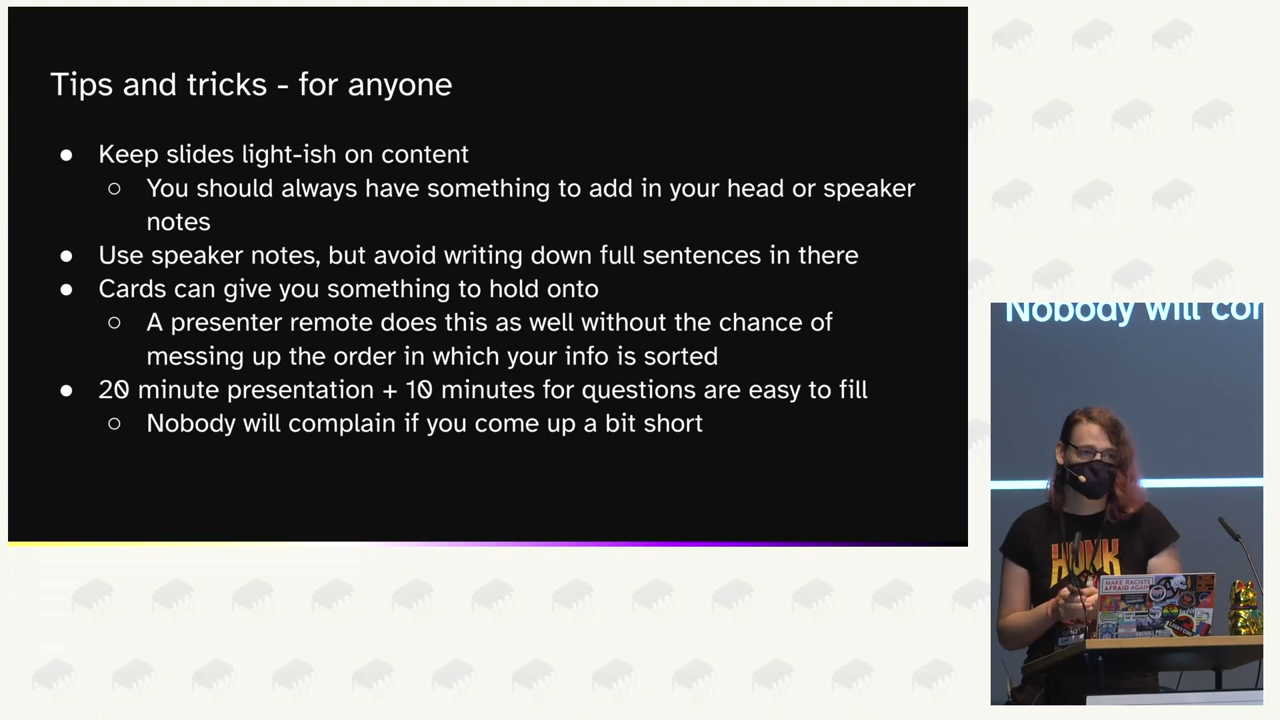 Tips and tricks - for anyone
● Keep slides light-ish on content
○ You should always have something to add in your head or speaker
notes
● Use speaker notes, but avoid writing down full sentences in there
● Cards can give you something to hold onto
○ A presenter remote does this as well without the chance of
messing up the order in which your info is sorted
● 20 minute presentation + 10 minutes for questions are easy to fill
○ Nobody will complain if you come up a bit short
Nobody will con
HUNK
MAKE RACISTS
AFRAID AGAIN